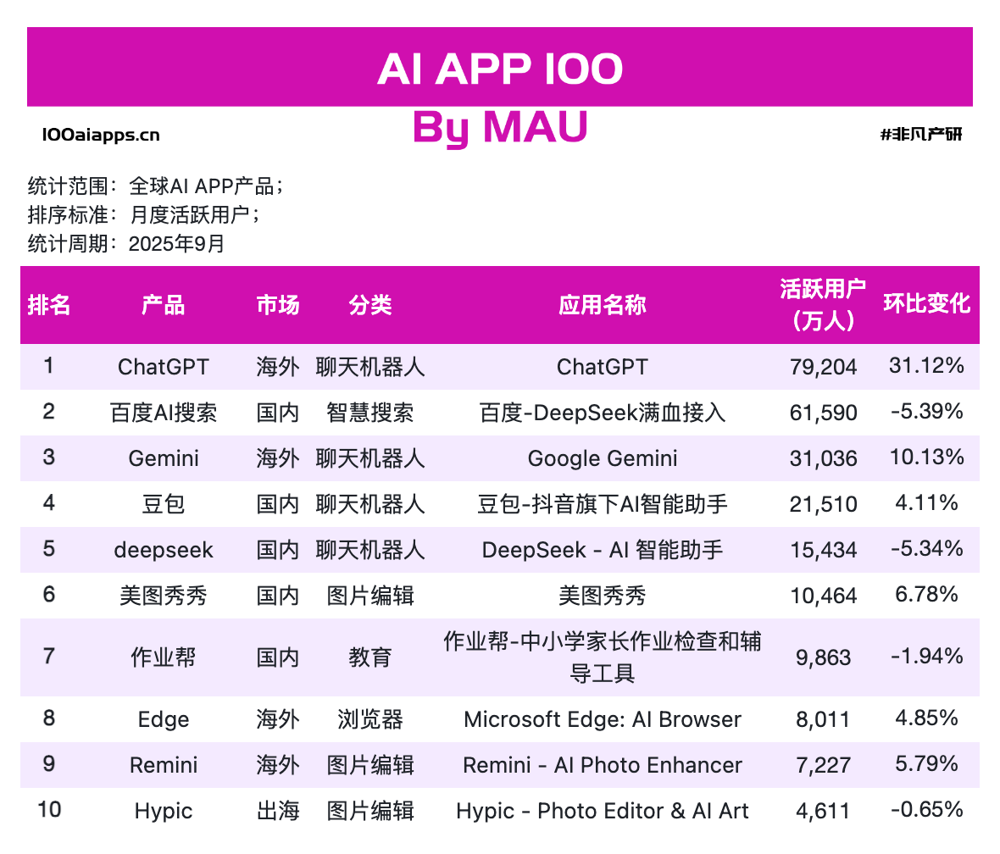 AI APP 100
By MAU
100aiapps.cn
#非凡产研
统计范围：全球AI APP产品；
排序标准：月度活跃用户；
统计周期：2025年9月
排名 产品 市场 分类 应用名称 活跃用户（万人） 环比变化
1 ChatGPT 海外 聊天机器人 ChatGPT 79,204 31.12%
2 百度AI搜索 国内 智慧搜索 百度-DeepSeek满血接入 61,590 -5.39%
3 Gemini 海外 聊天机器人 Google Gemini 31,036 10.13%
4 豆包 国内 聊天机器人 豆包-抖音旗下AI智能助手 21,510 4.11%
5 deepseek 国内 聊天机器人 DeepSeek - AI 智能助手 15,434 -5.34%
6 美图秀秀 国内 图片编辑 美图秀秀 10,464 6.78%
7 作业帮 国内 教育 作业帮-中小学家长作业检查和辅导工具 9,863 -1.94%
8 Edge 海外 浏览器 Microsoft Edge: AI Browser 8,011 4.85%
9 Remini 海外 图片编辑 Remini - AI Photo Enhancer 7,227 5.79%
10 Hypic 出海 图片编辑 Hypic - Photo Editor & AI Art 4,611 -0.65%